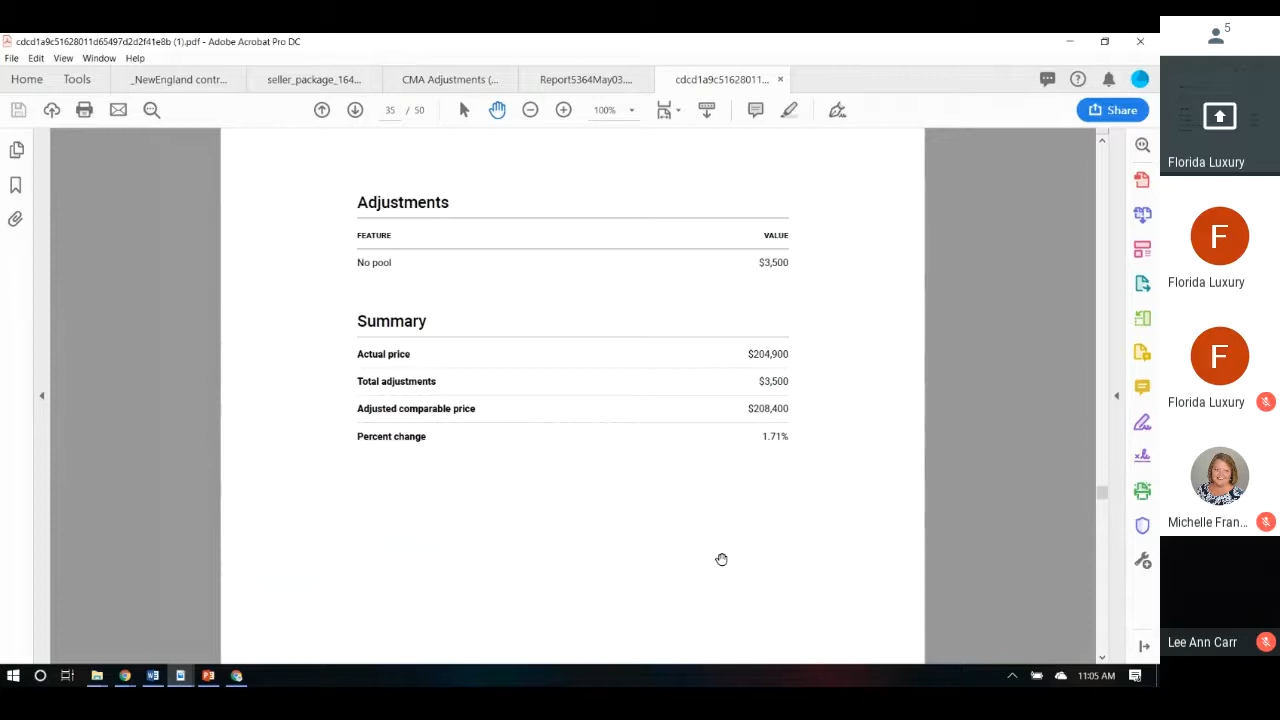 cdcd1a9c51628011d65497d2d2f41e8b (1).pdf - Adobe Acrobat Pro DC
File Edit View Window Help
Home Tools _NewEngland contr... seller_package_164... CMA Adjustments (... Report5364May03.... cdcd1a9c5162801 1... ×
35 / 50 100% Share
Adjustments
FEATURE VALUE
No pool $3,500
Summary
Actual price $204,900
Total adjustments $3,500
Adjusted comparable price $208,400
Percent change 1.71%
11:05 AM
5
Florida Luxury
F
Florida Luxury
F
Florida Luxury
Michelle Fran...
Lee Ann Carr